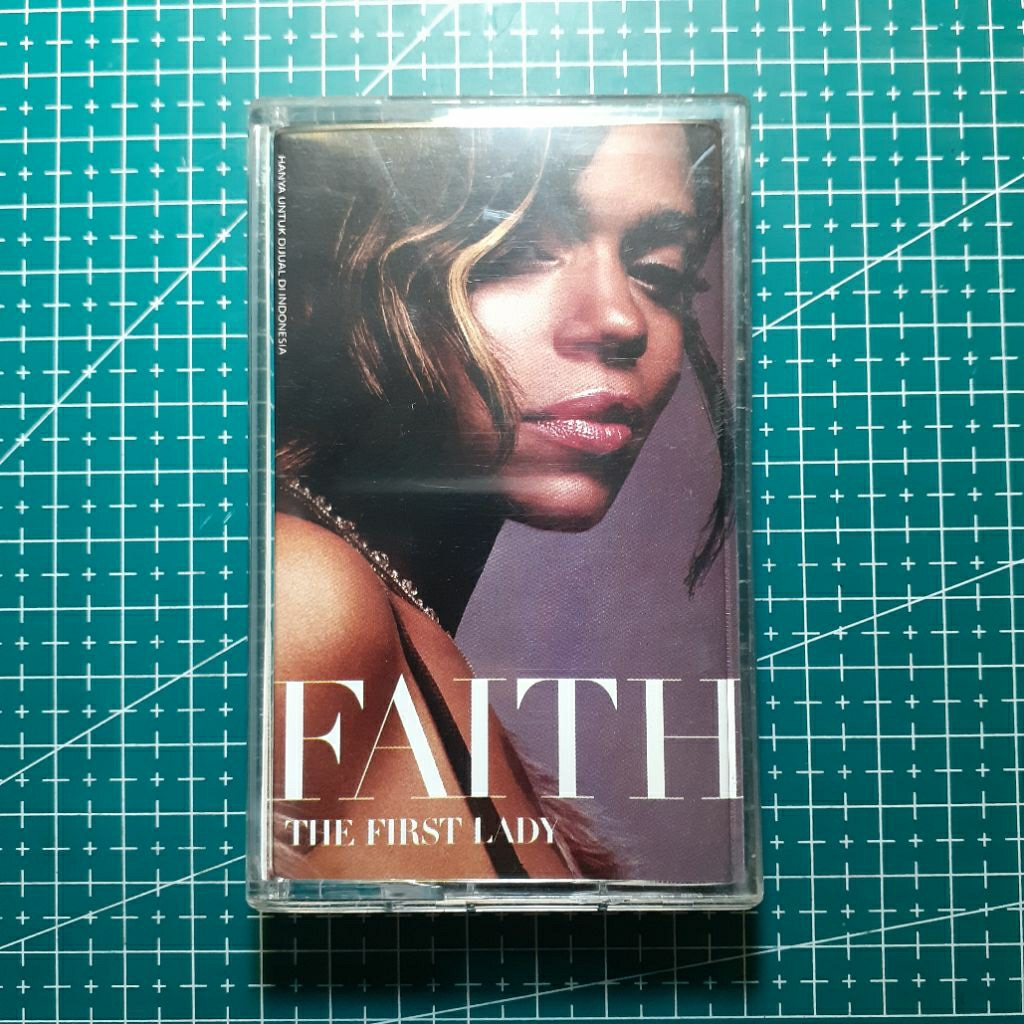 HANYA UNTUK DIJUAL DI INDONESIA
FAITH
THE FIRST LADY